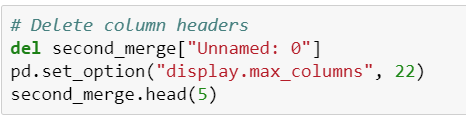 # Delete column headers
del second_merge["Unnamed: 0"]
pd.set_option("display.max_columns", 22)
second_merge.head(5)